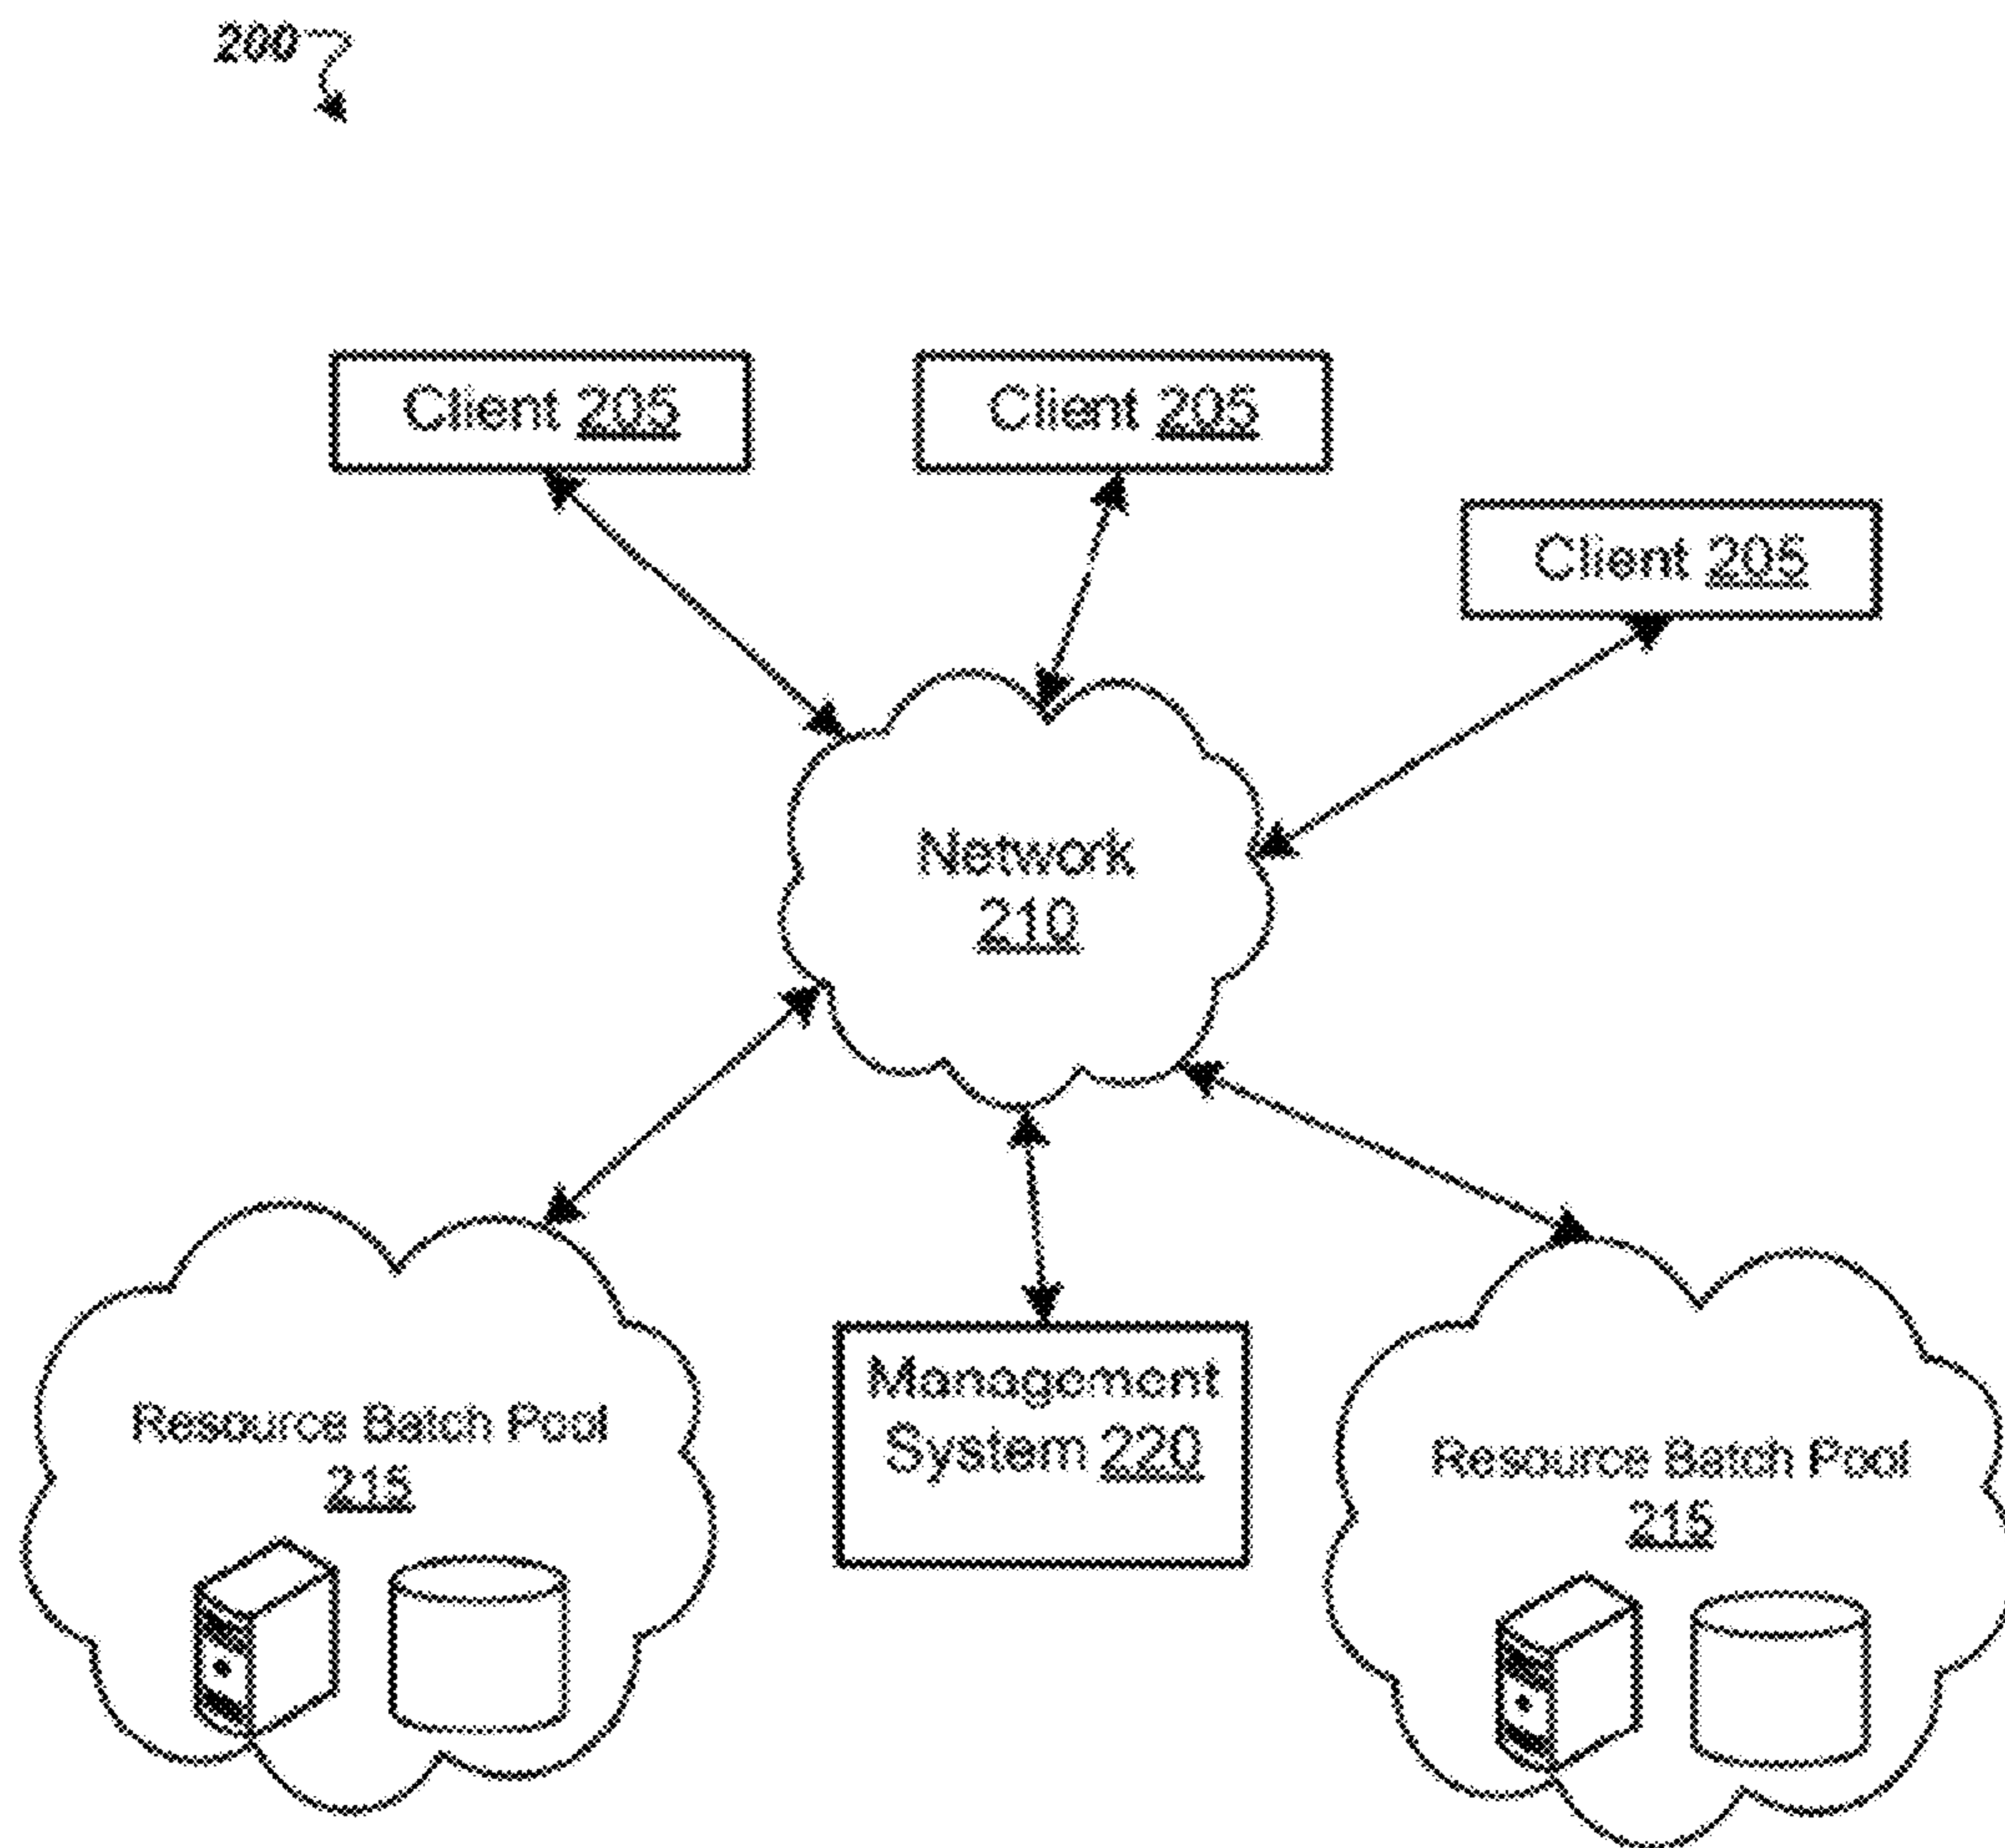 200
Client 205
Client 205
Client 205
Network
210
Resource Batch Pool
215
Management
System 220
Resource Batch Pool
215